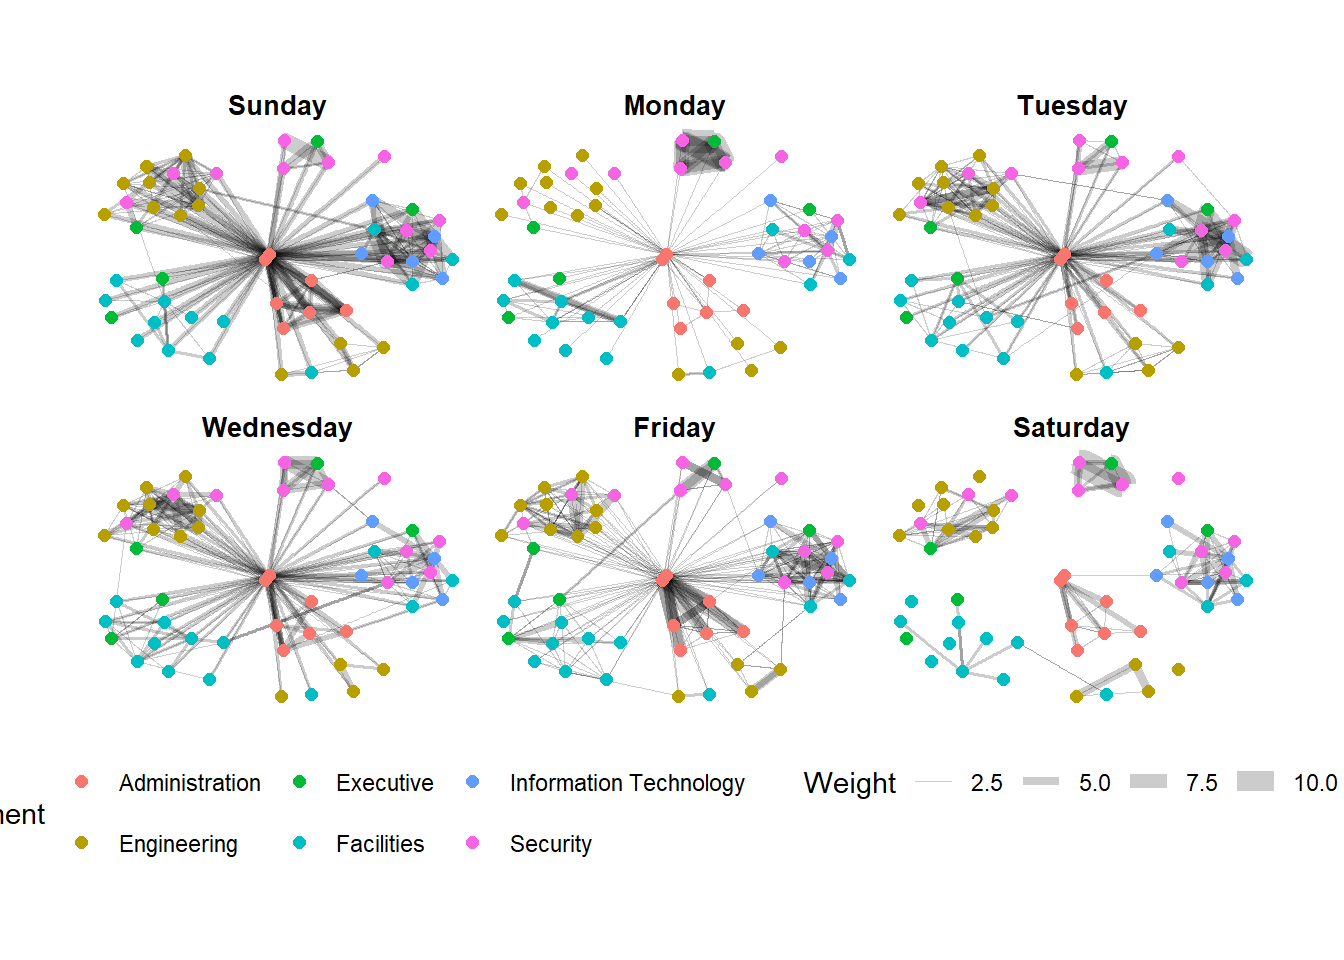 Sunday
Monday
Tuesday
Wednesday
Friday
Saturday
Administration
Executive
Information Technology
Weight
2.5
5.0
7.5
10.0
Engineering
Facilities
Security